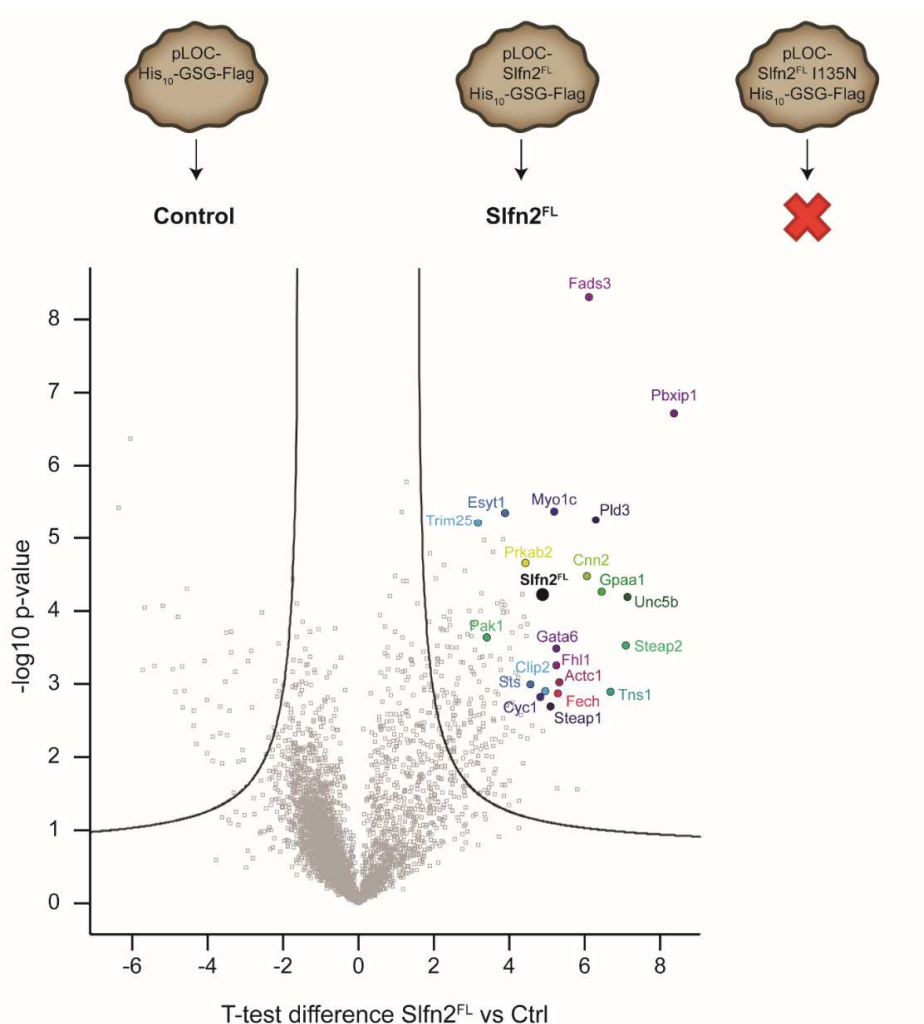 pLOC-
His₁₀-GSG-Flag
pLOC-
Slfn2ᶠᴸ
His₁₀-GSG-Flag
pLOC-
Slfn2ᶠᴸ I135N
His₁₀-GSG-Flag
Control
Slfn2ᶠᴸ
Fads3
8
7
Pbxip1
6
Esyt1
Myo1c
Pld3
Trim25
5
Prkab2
Cnn2
Slfn2ᶠᴸ
Gpaa1
Unc5b
4
Pak1
Gata6
Steap2
Fhl1
Clip2
Actc1
Sts
3
Fech
Tns1
Cyc1
Steap1
2
1
0
-log10 p-value
-6 -4 -2 0 2 4 6 8
T-test difference Slfn2ᶠᴸ vs Ctrl